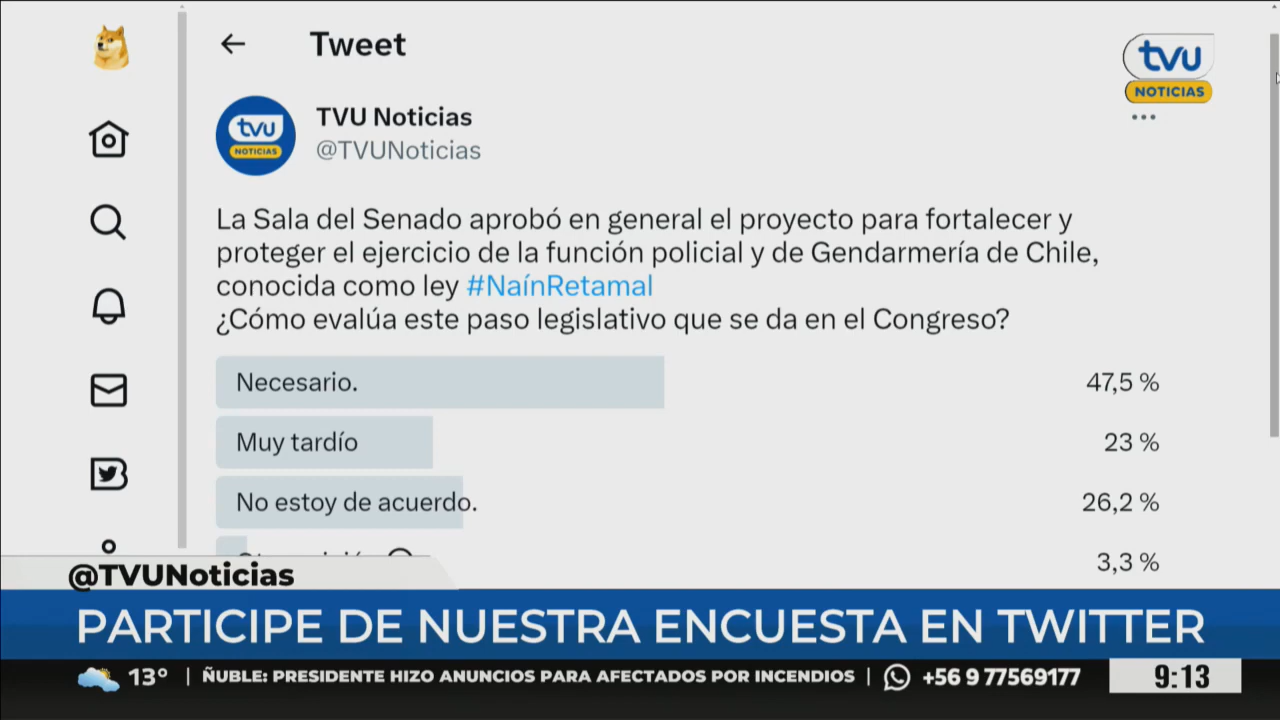 Tweet
tvu
NOTICIAS
tvu
NOTICIAS
TVU Noticias
@TVUNoticias
La Sala del Senado aprobó en general el proyecto para fortalecer y
proteger el ejercicio de la función policial y de Gendarmería de Chile,
conocida como ley #NaínRetamal
¿Cómo evalúa este paso legislativo que se da en el Congreso?
Necesario. 47,5 %
Muy tardío 23 %
No estoy de acuerdo. 26,2 %
3,3 %
@TVUNoticias
PARTICIPE DE NUESTRA ENCUESTA EN TWITTER
13° | ÑUBLE: PRESIDENTE HIZO ANUNCIOS PARA AFECTADOS POR INCENDIOS | +56 9 77569177 9:13